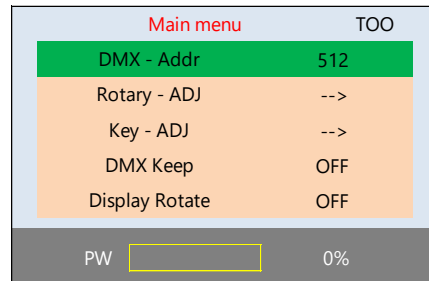 Main menu TOO
DMX - Addr 512
Rotary - ADJ -->
Key - ADJ -->
DMX Keep OFF
Display Rotate OFF
PW 0%